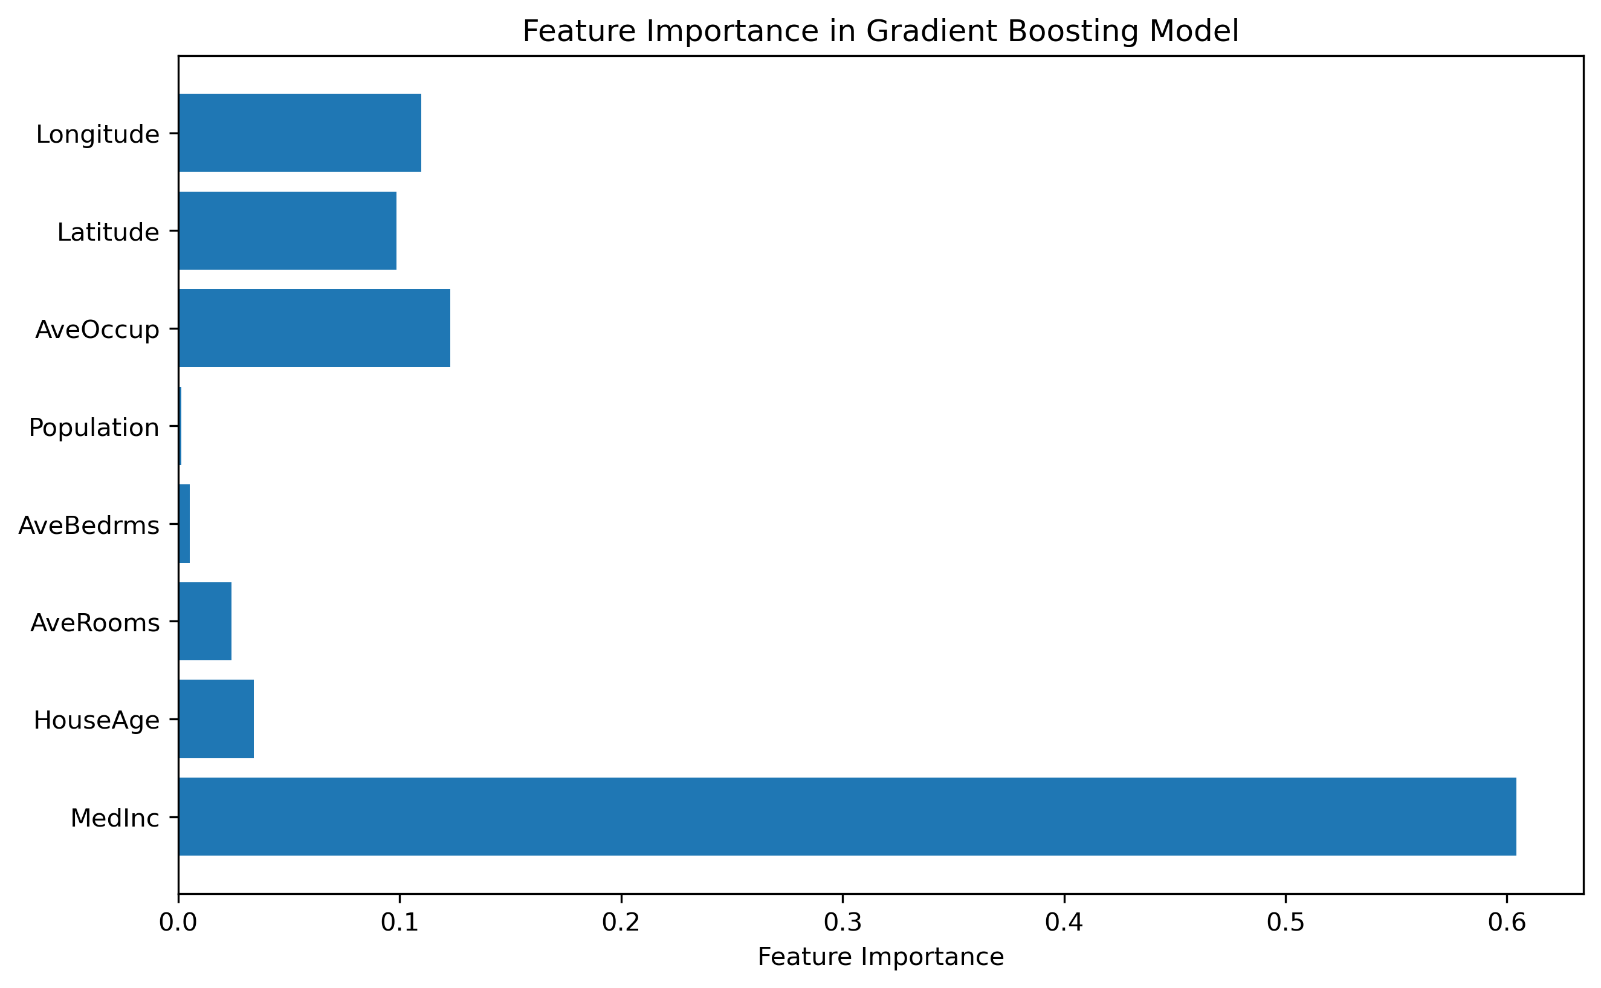 Feature Importance in Gradient Boosting Model
Longitude
Latitude
AveOccup
Population
AveBedrms
AveRooms
HouseAge
MedInc
0.0 0.1 0.2 0.3 0.4 0.5 0.6
Feature Importance